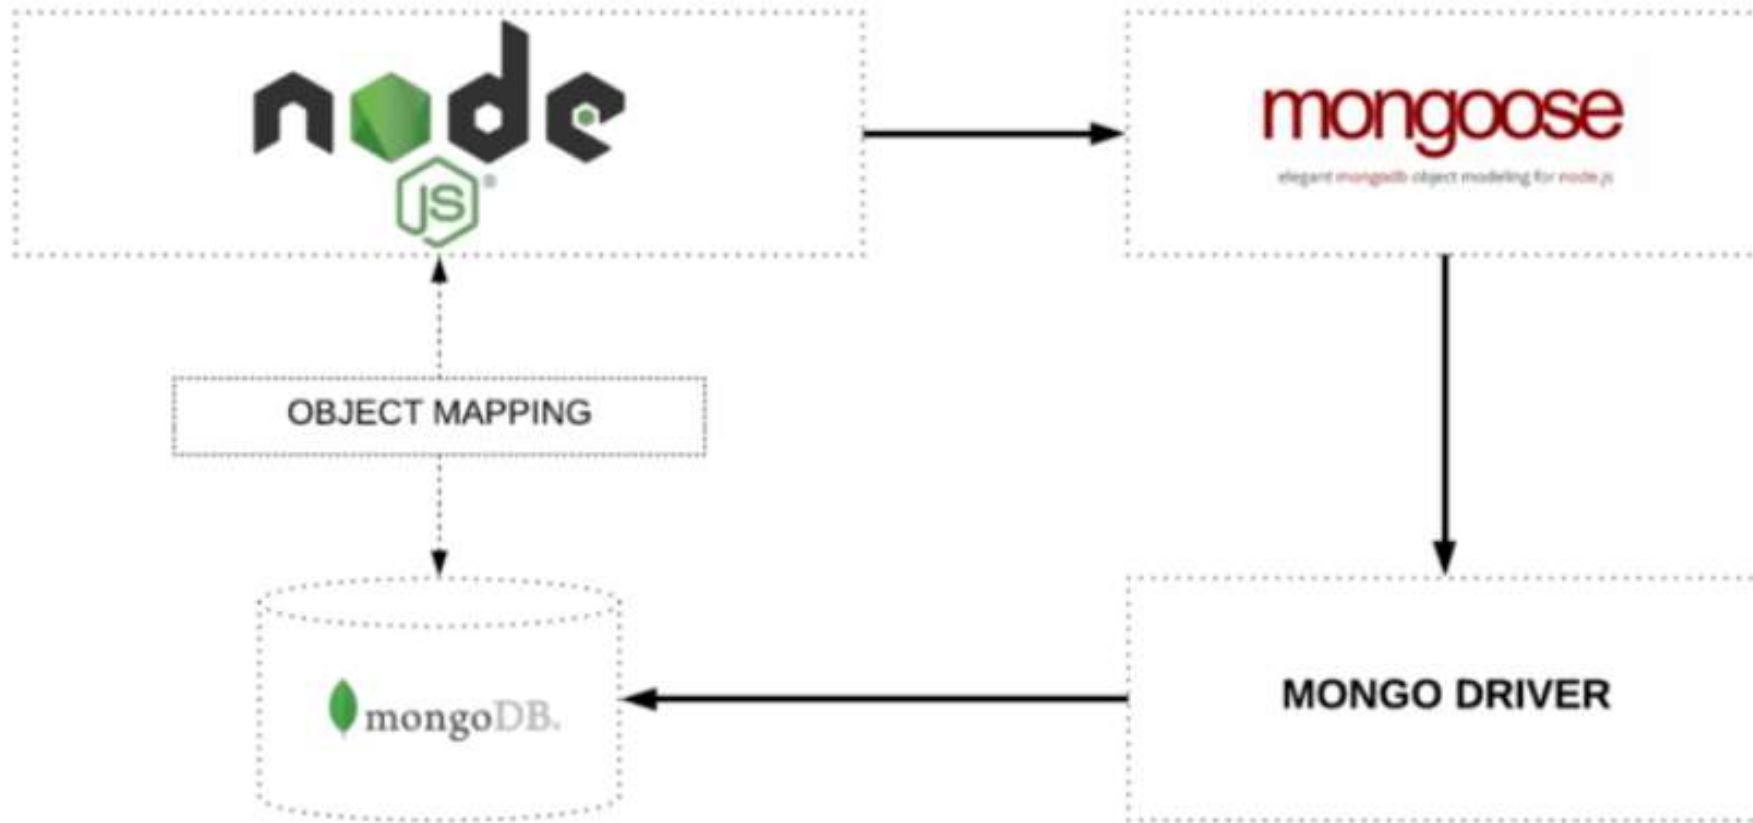 node
JS®
mongoose
elegant mongodb object modeling for node.js
OBJECT MAPPING
mongoDB.
MONGO DRIVER